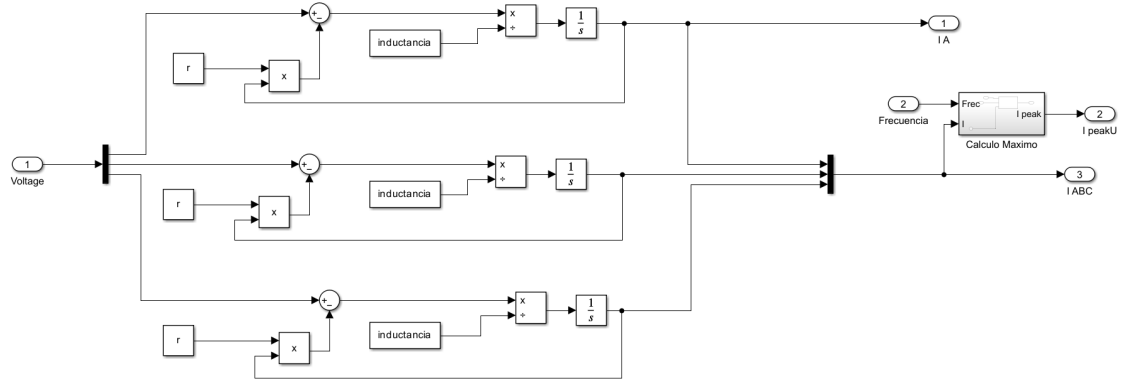 +
_
x
÷
1
s
1
I A
inductancia
r
x
2
Frecuencia
Frec
I
I peak
Calculo Maximo
2
I peakU
1
Voltage
+
_
x
÷
1
s
inductancia
r
x
3
I ABC
+
_
x
÷
1
s
inductancia
r
x